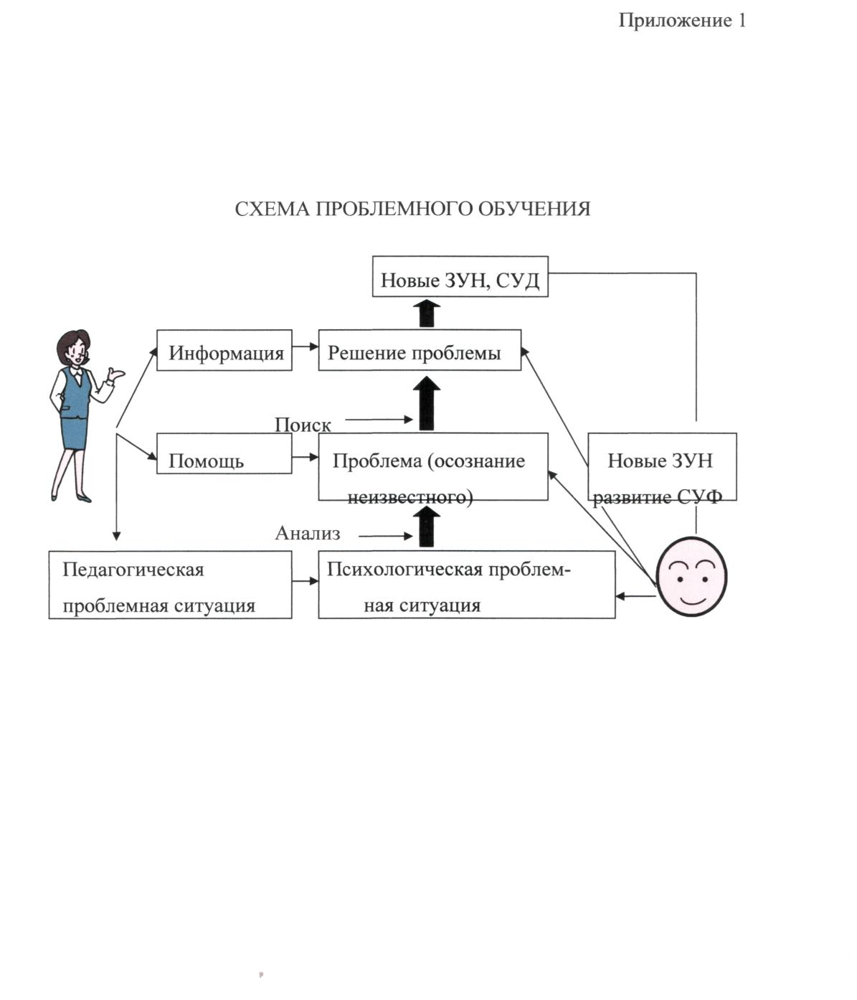 Приложение 1
СХЕМА ПРОБЛЕМНОГО ОБУЧЕНИЯ
Новые ЗУН, СУД
Информация
Решение проблемы
Поиск
Помощь
Проблема (осознание
неизвестного)
Новые ЗУН
развитие СУФ
Анализ
Педагогическая
проблемная ситуация
Психологическая проблем-
ная ситуация